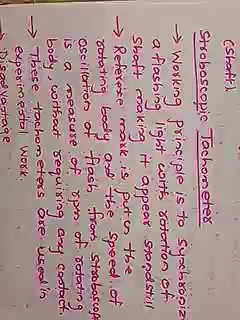 (Shaft)
Stroboscopic Tachometer
→ Working principle is to synchronize
a flashing light with rotation of
shaft making it appear standstill
→ Reference mark is put on the
rotating body and the speed of
oscillation of flash from stroboscope
is a measure of rpm of rotating
body, without requiring any contact.
→ These tachometers are used in
experimental work.
→ Disadvantage